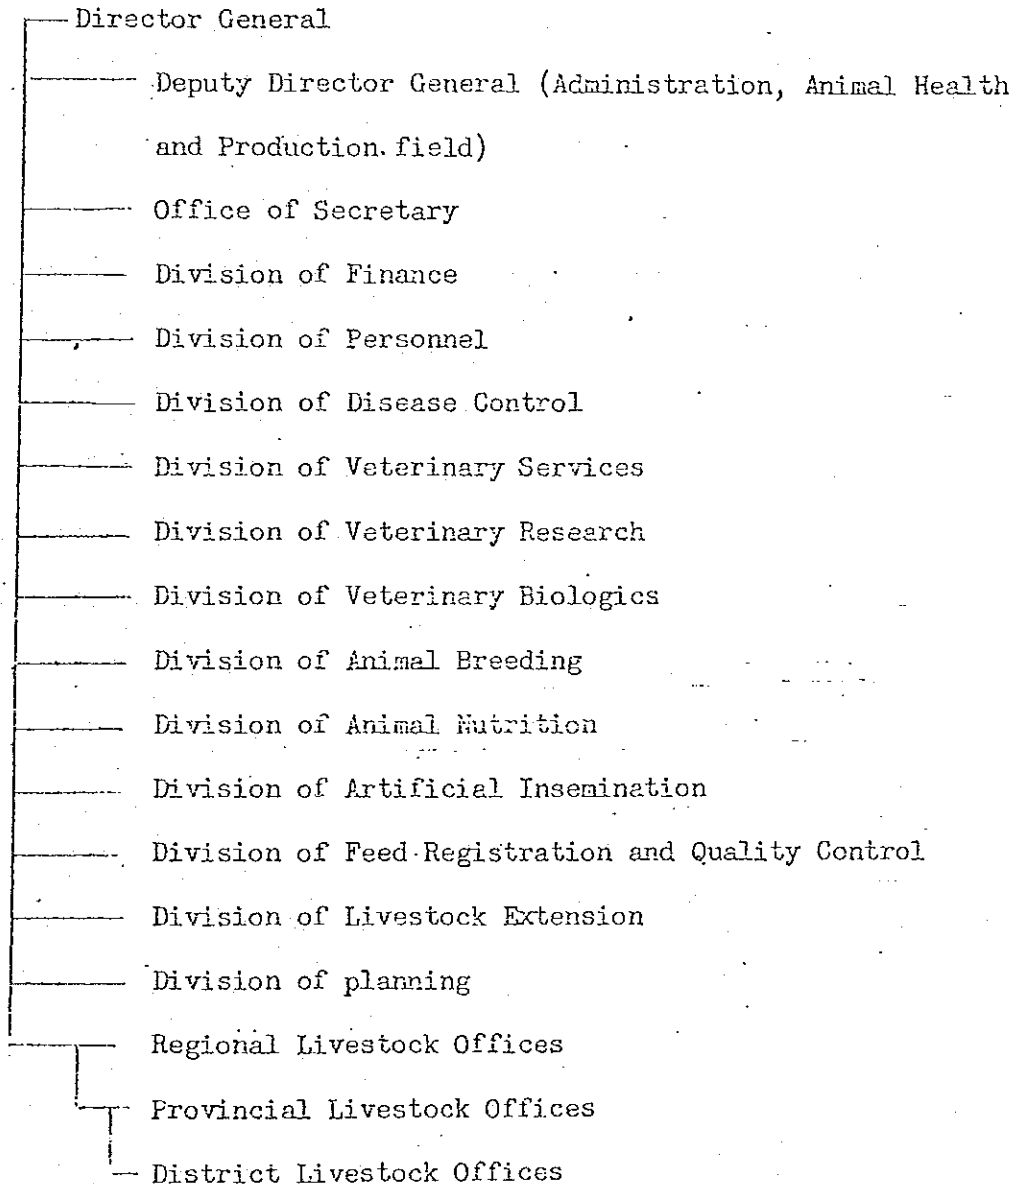 Director General
Deputy Director General (Administration, Animal Health
and Production field)
Office of Secretary
Division of Finance
Division of Personnel
Division of Disease Control
Division of Veterinary Services
Division of Veterinary Research
Division of Veterinary Biologics
Division of Animal Breeding
Division of Animal Nutrition
Division of Artificial Insemination
Division of Feed Registration and Quality Control
Division of Livestock Extension
Division of planning
Regional Livestock Offices
Provincial Livestock Offices
District Livestock Offices